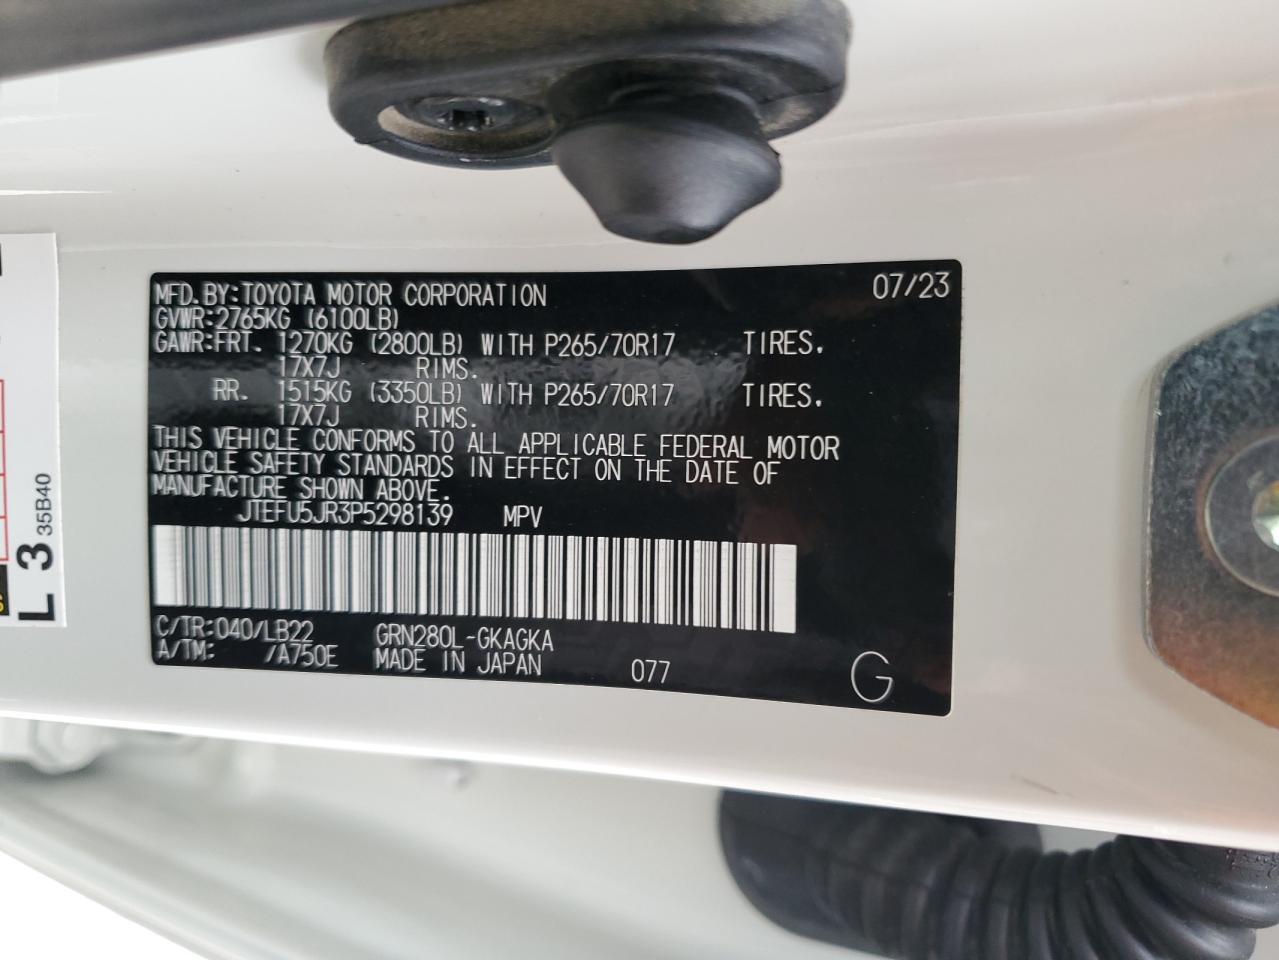 MFD.BY:TOYOTA MOTOR CORPORATION 07/23
GVWR:2765KG (6100LB)
GAWR:FRT. 1270KG (2800LB) WITH P265/70R17 TIRES.
17X7J RIMS.
RR. 1515KG (3350LB) WITH P265/70R17 TIRES.
17X7J RIMS.
THIS VEHICLE CONFORMS TO ALL APPLICABLE FEDERAL MOTOR
VEHICLE SAFETY STANDARDS IN EFFECT ON THE DATE OF
MANUFACTURE SHOWN ABOVE.
JTEFU5JR3P5298139 MPV
C/TR:040/LB22 GRN280L-GKAGKA
A/TM: /A750E MADE IN JAPAN 077 G
L 3 35B40